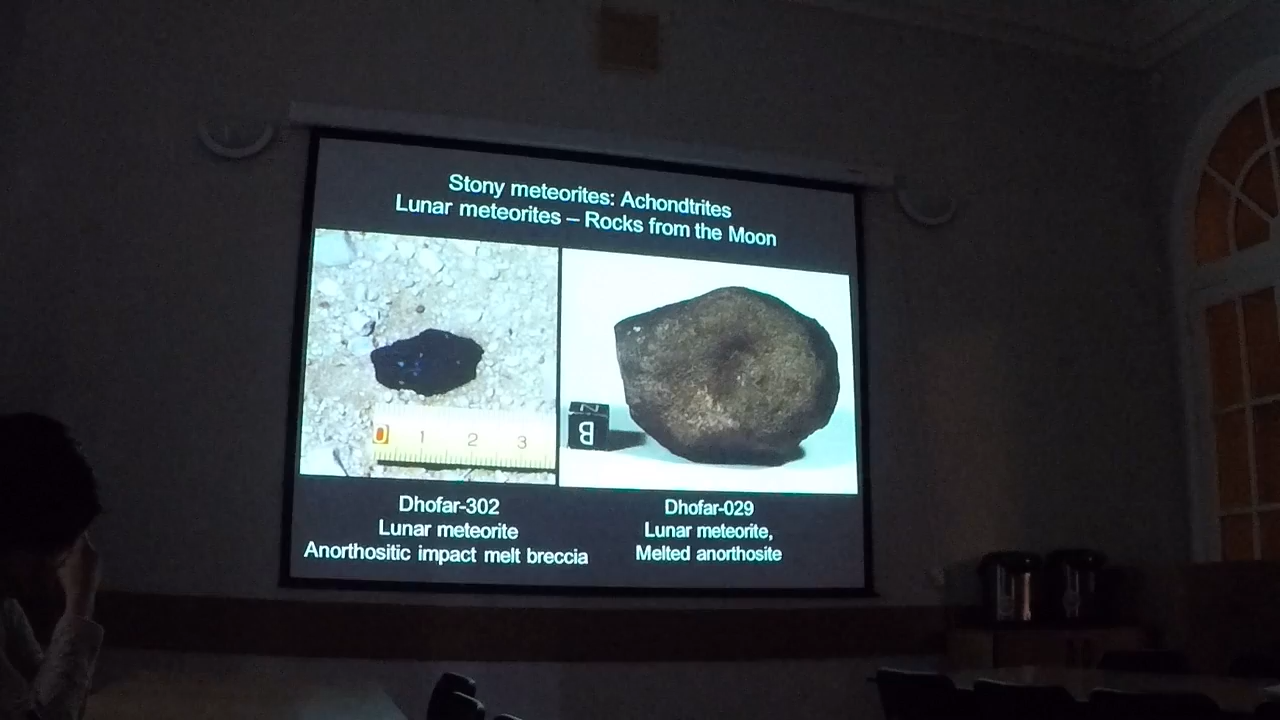 Stony meteorites: Achondtrites
Lunar meteorites – Rocks from the Moon
0 1 2 3
N
B
Dhofar-302
Lunar meteorite
Anorthositic impact melt breccia
Dhofar-029
Lunar meteorite,
Melted anorthosite